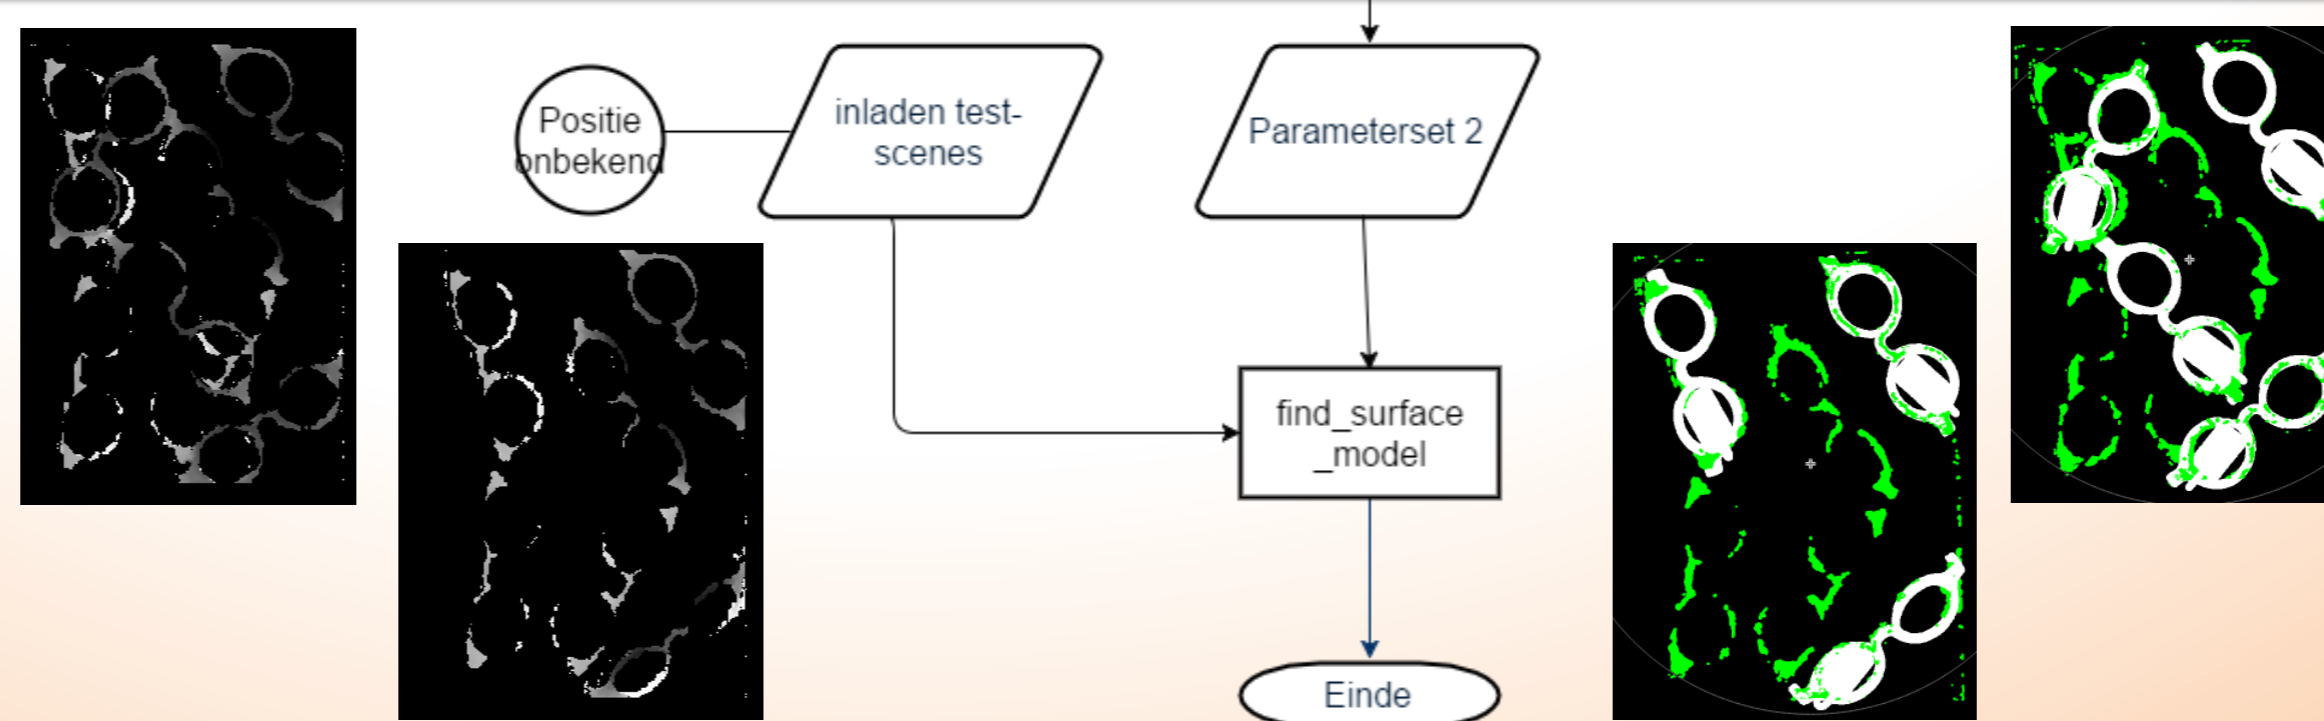 Positie
onbekend
inladen test-
scenes
Parameterset 2
find_surface
_model
Einde